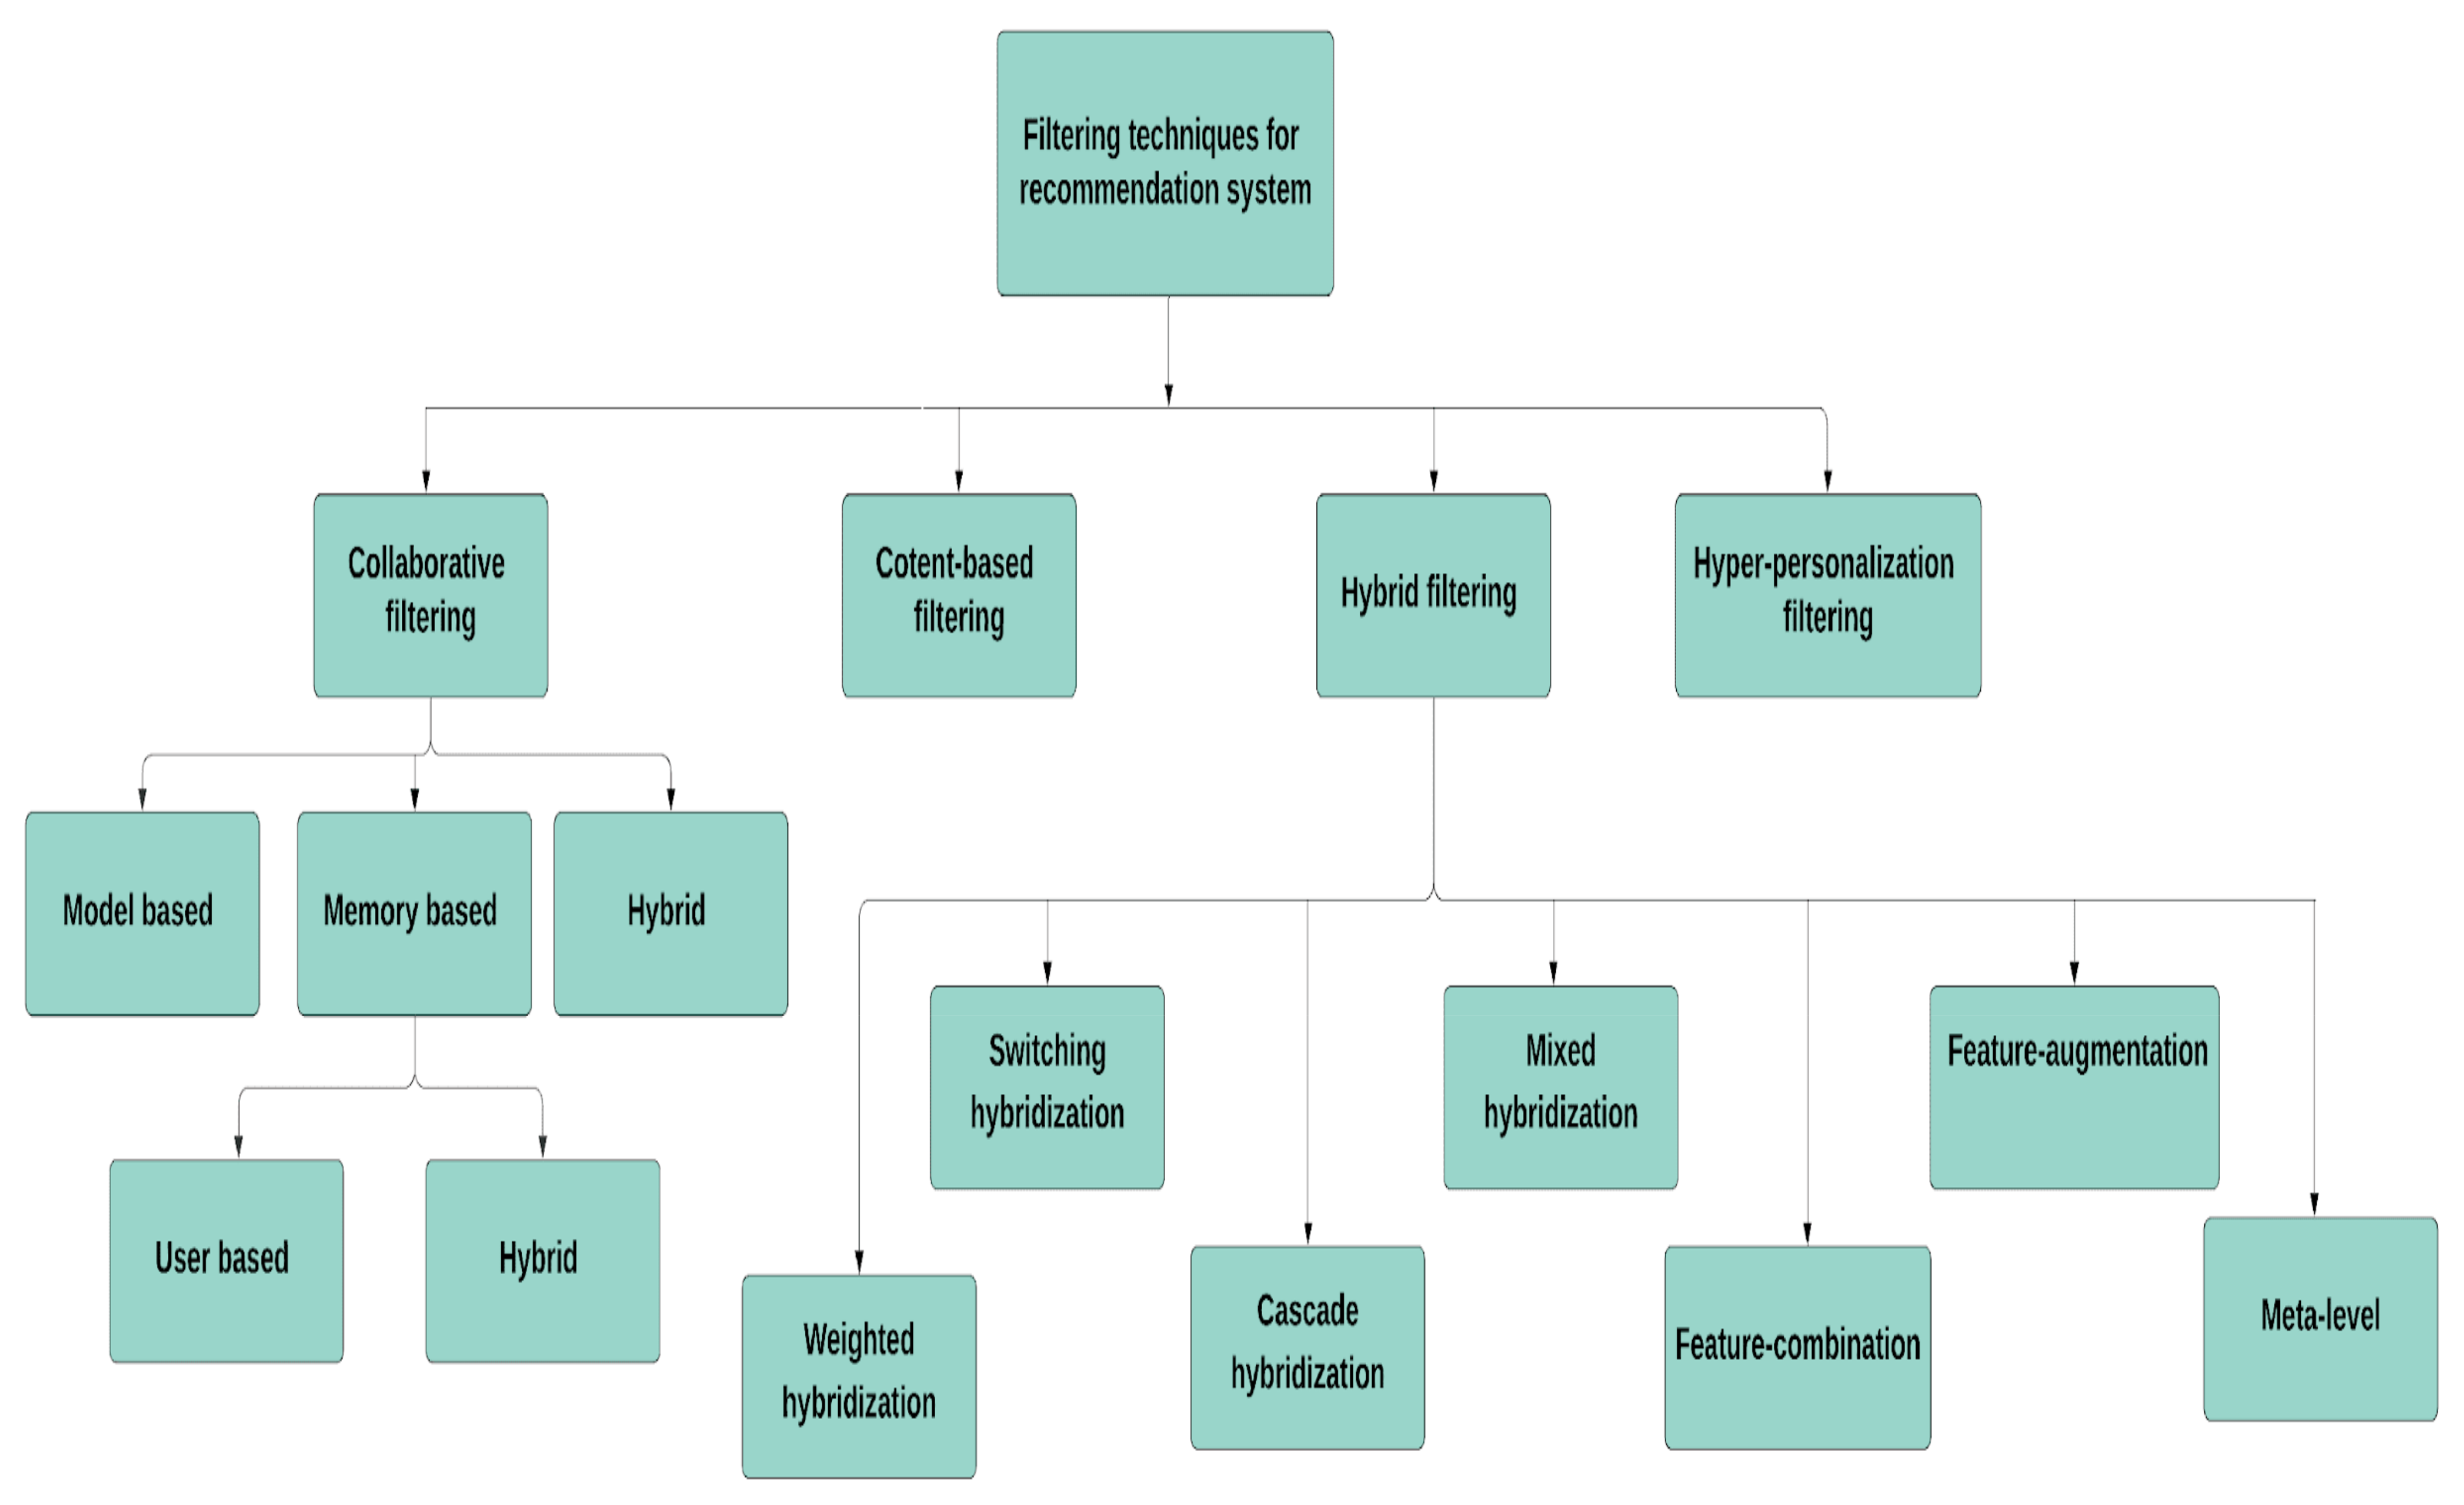 Filtering techniques for
recommendation system
Collaborative
filtering
Cotent-based
filtering
Hybrid filtering
Hyper-personalization
filtering
Model based
Memory based
Hybrid
Switching
hybridization
Mixed
hybridization
Feature-augmentation
User based
Hybrid
Weighted
hybridization
Cascade
hybridization
Feature-combination
Meta-level